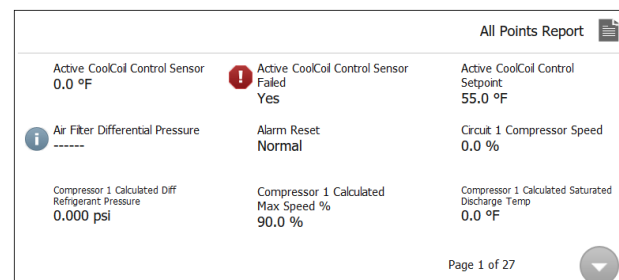 All Points Report
Active CoolCoil Control Sensor
0.0 °F
Active CoolCoil Control Sensor
Failed
Yes
Active CoolCoil Control
Setpoint
55.0 °F
Air Filter Differential Pressure
------
Alarm Reset
Normal
Circuit 1 Compressor Speed
0.0 %
Compressor 1 Calculated Diff
Refrigerant Pressure
0.000 psi
Compressor 1 Calculated
Max Speed %
90.0 %
Compressor 1 Calculated Saturated
Discharge Temp
0.0 °F
Page 1 of 27